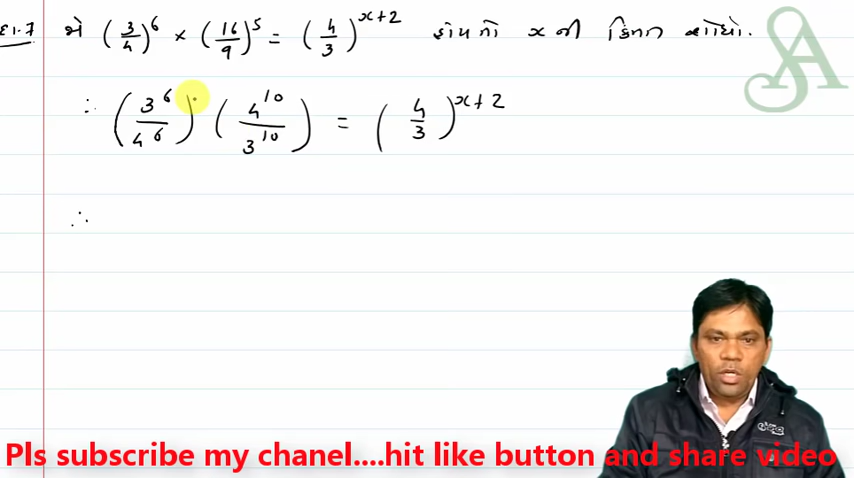 દા.7 જો (3/4)^6 × (16/9)^5 = (4/3)^(x+2) હોય તો x ની કિંમત શોધો.
∴ (3^6/4^6) (4^10/3^10) = (4/3)^(x+2)
∴
Pls subscribe my chanel....hit like button and share video